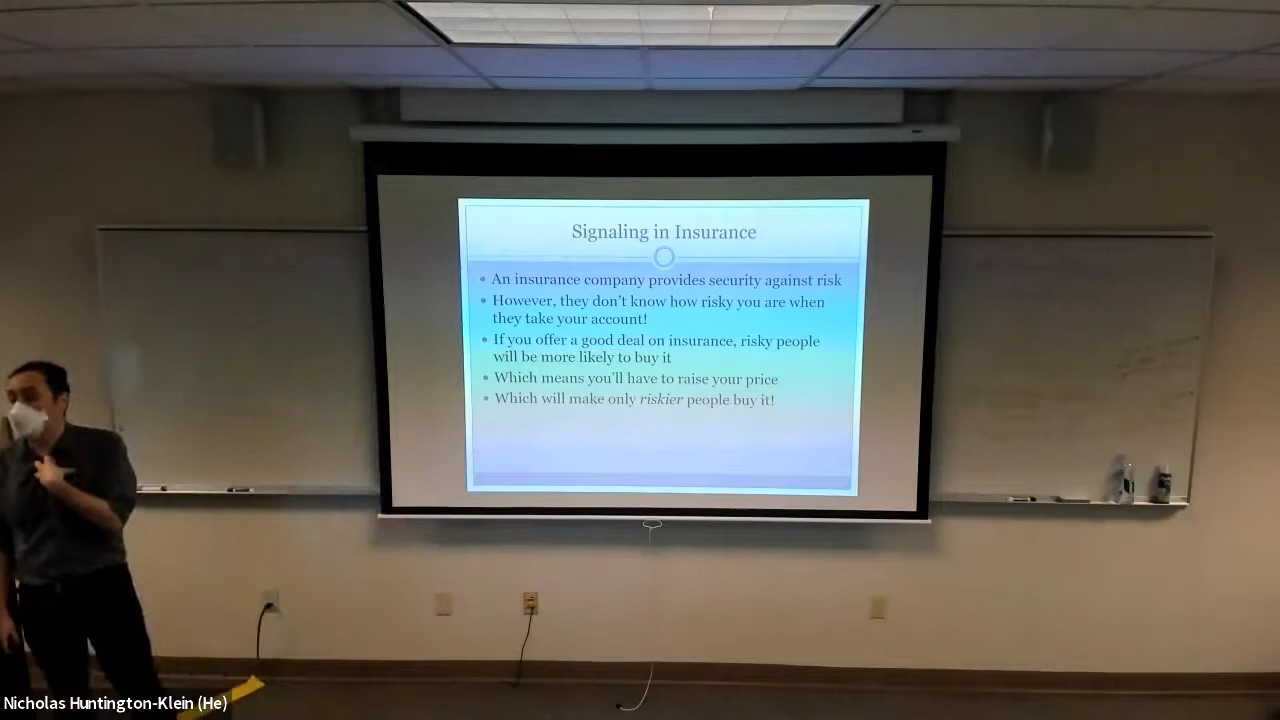 Signaling in Insurance
• An insurance company provides security against risk
• However, they don't know how risky you are when
they take your account!
• If you offer a good deal on insurance, risky people
will be more likely to buy it
• Which means you'll have to raise your price
• Which will make only riskier people buy it!
Nicholas Huntington-Klein (He)